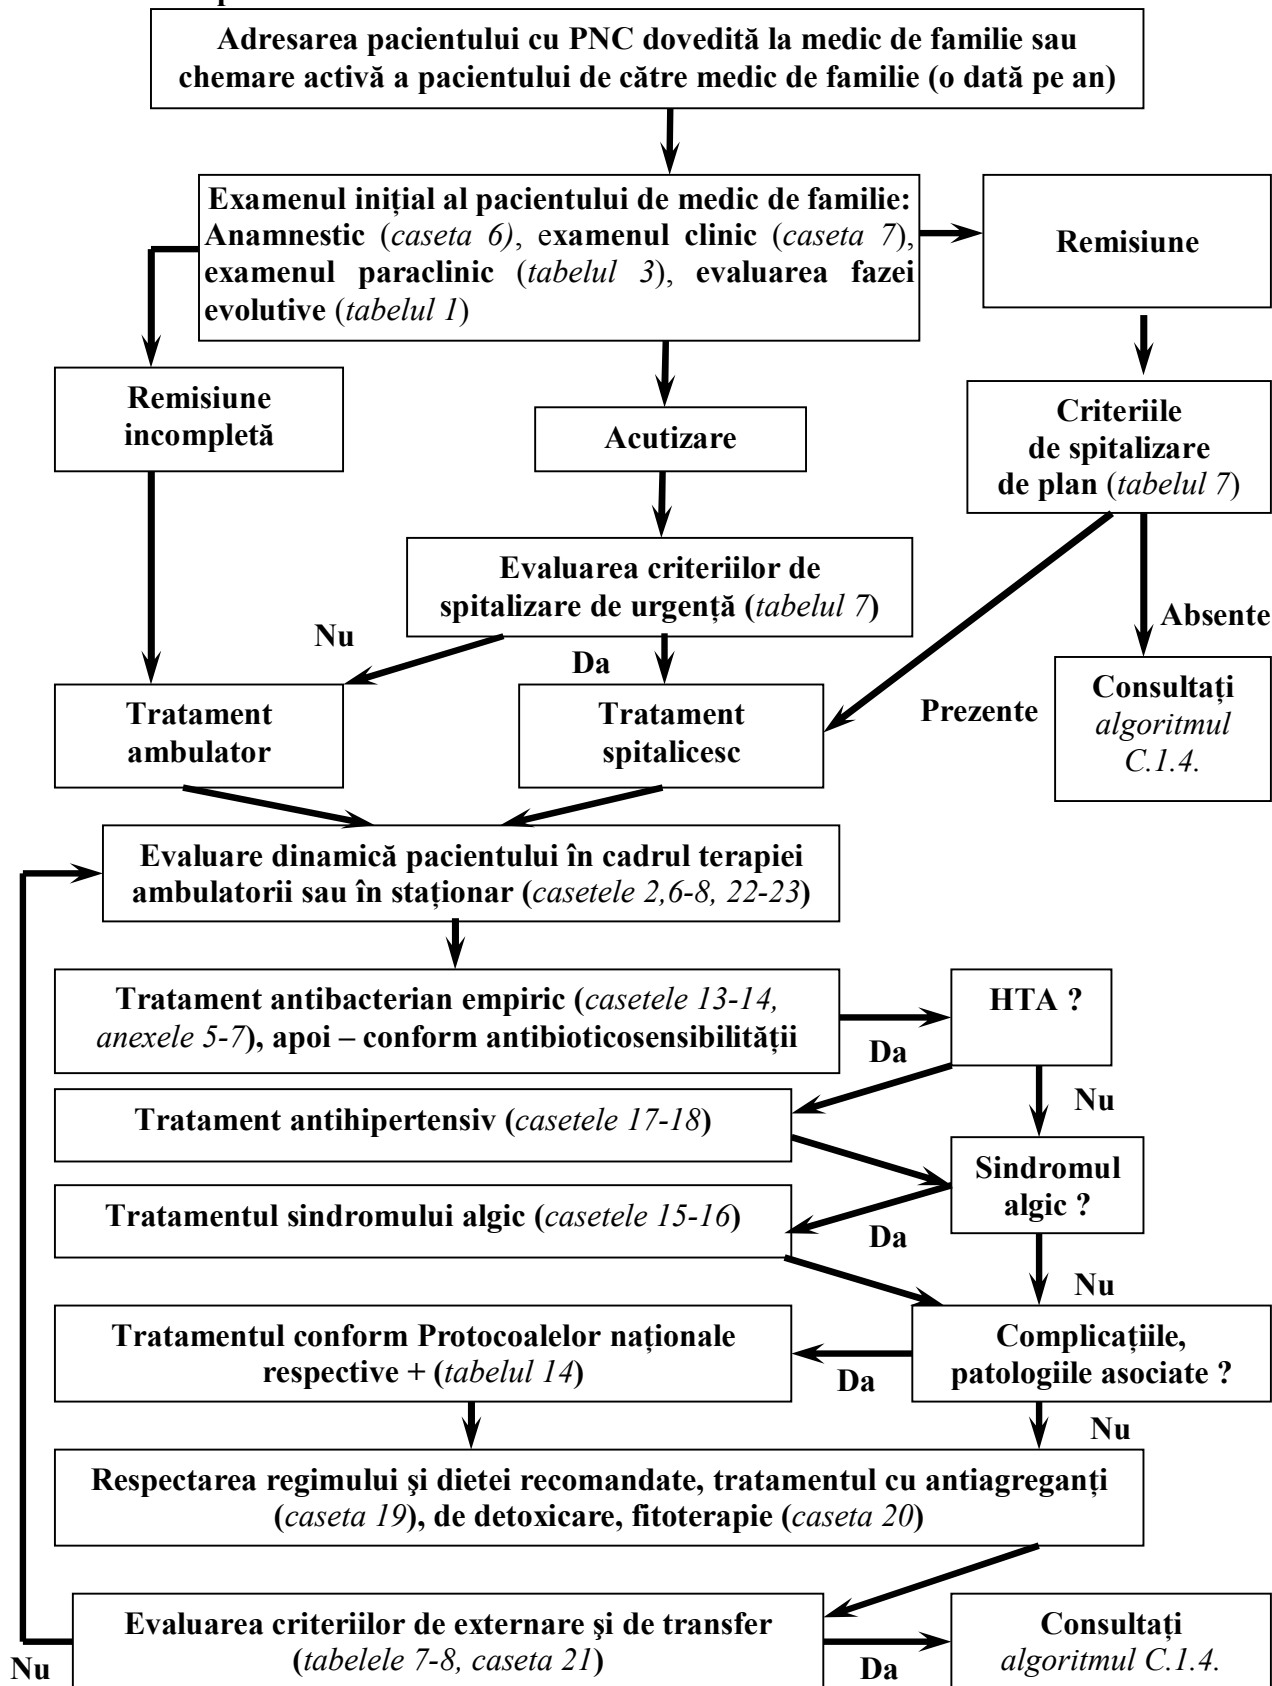 Adresarea pacientului cu PNC dovedită la medic de familie sau
chemare activă a pacientului de către medic de familie (o dată pe an)
Examenul inițial al pacientului de medic de familie:
Anamnestic (caseta 6), examenul clinic (caseta 7),
examenul paraclinic (tabelul 3), evaluarea fazei
evolutive (tabelul 1)
Remisiune
Remisiune
incompletă
Acutizare
Criteriile
de spitalizare
de plan (tabelul 7)
Evaluarea criteriilor de
spitalizare de urgență (tabelul 7)
Nu
Da
Absente
Prezente
Tratament
ambulator
Tratament
spitalicesc
Consultați
algoritmul
C.1.4.
Evaluare dinamică pacientului în cadrul terapiei
ambulatorii sau în staționar (casetele 2,6-8, 22-23)
Tratament antibacterian empiric (casetele 13-14,
anexele 5-7), apoi – conform antibioticosensibilității
HTA ?
Da
Nu
Tratament antihipertensiv (casetele 17-18)
Sindromul
algic ?
Tratamentul sindromului algic (casetele 15-16)
Da
Nu
Tratamentul conform Protocoalelor naționale
respective + (tabelul 14)
Complicațiile,
patologiile asociate ?
Da
Nu
Respectarea regimului şi dietei recomandate, tratamentul cu antiagreganți
(caseta 19), de detoxicare, fitoterapie (caseta 20)
Evaluarea criteriilor de externare şi de transfer
(tabelele 7-8, caseta 21)
Nu
Da
Consultați
algoritmul C.1.4.